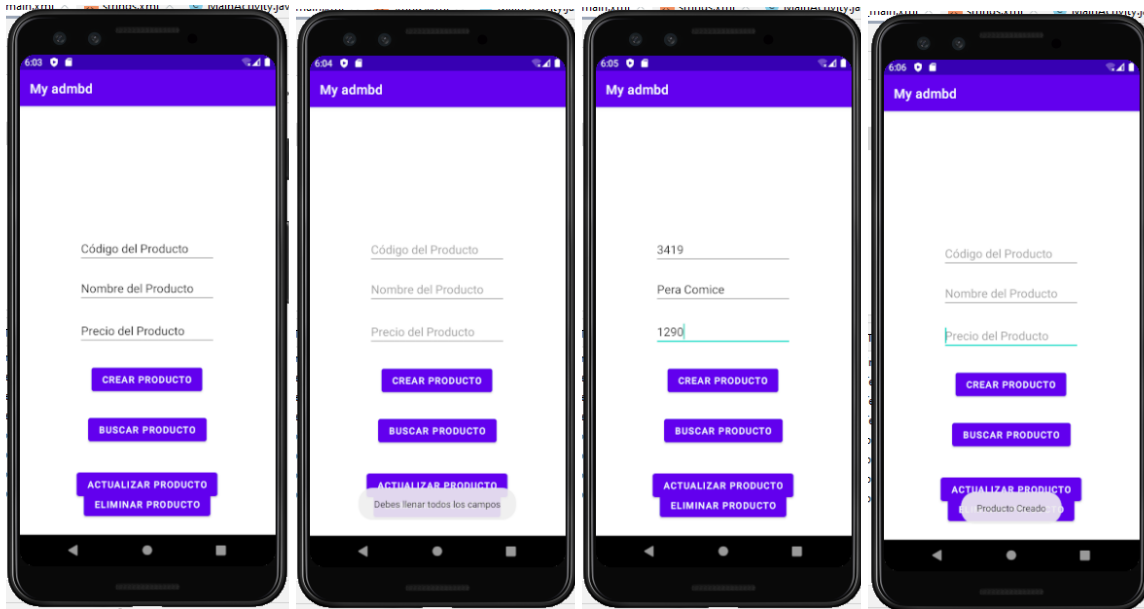 6:03
My admbd
Código del Producto
Nombre del Producto
Precio del Producto
CREAR PRODUCTO
BUSCAR PRODUCTO
ACTUALIZAR PRODUCTO
ELIMINAR PRODUCTO
6:04
My admbd
Código del Producto
Nombre del Producto
Precio del Producto
CREAR PRODUCTO
BUSCAR PRODUCTO
ACTUALIZAR PRODUCTO
Debes llenar todos los campos
6:05
My admbd
3419
Pera Comice
1290
CREAR PRODUCTO
BUSCAR PRODUCTO
ACTUALIZAR PRODUCTO
ELIMINAR PRODUCTO
6:06
My admbd
Código del Producto
Nombre del Producto
Precio del Producto
CREAR PRODUCTO
BUSCAR PRODUCTO
ACTUALIZAR PRODUCTO
Producto Creado